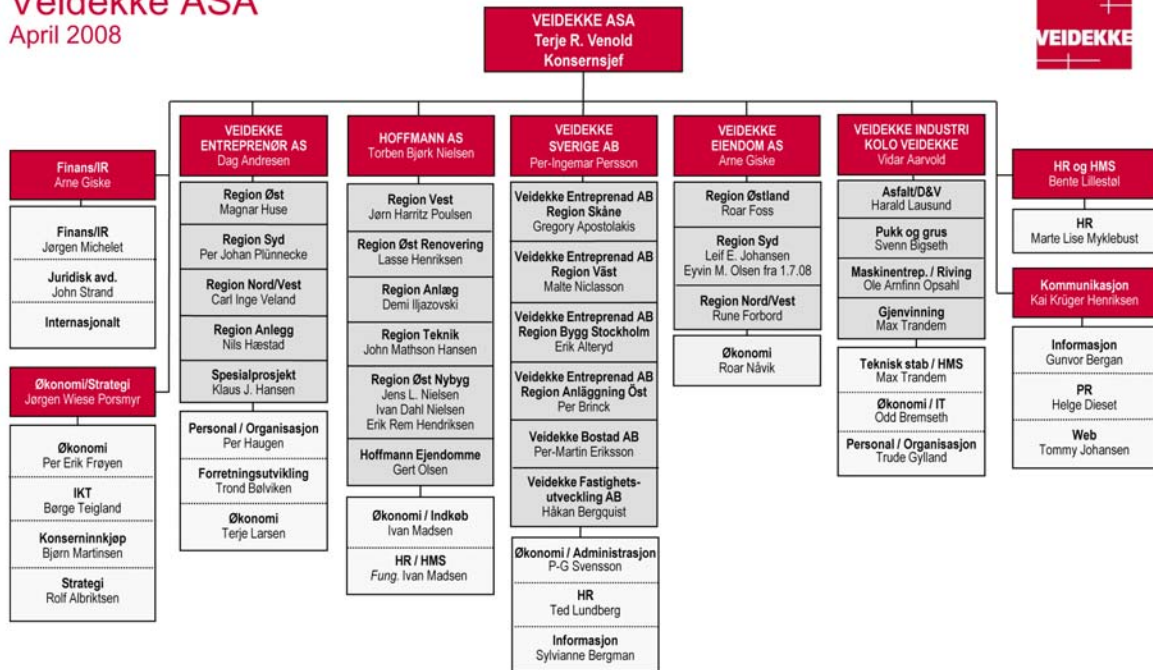 Veidekke ASA
April 2008
VEIDEKKE ASA
Terje R. Venold
Konsernsjef
VEIDEKKE
Finans/IR
Arne Giske
Finans/IR
Jørgen Michelet
Juridisk avd.
John Strand
Internasjonalt
Økonomi/Strategi
Jørgen Wiese Porsmyr
Økonomi
Per Erik Frøyen
IKT
Børge Teigland
Konserninnkjøp
Bjørn Martinsen
Strategi
Rolf Albriktsen
VEIDEKKE
ENTREPRENØR AS
Dag Andresen
Region Øst
Magnar Huse
Region Syd
Per Johan Plünnecke
Region Nord/Vest
Carl Inge Veland
Region Anlegg
Nils Hæstad
Spesialprosjekt
Klaus J. Hansen
Personal / Organisasjon
Per Haugen
Forretningsutvikling
Trond Bølviken
Økonomi
Terje Larsen
HOFFMANN AS
Torben Bjørk Nielsen
Region Vest
Jørn Harritz Poulsen
Region Øst Renovering
Lasse Henriksen
Region Anlæg
Demi Iljazovski
Region Teknik
John Mathson Hansen
Region Øst Nybyg
Jens L. Nielsen
Ivan Dahl Nielsen
Erik Rem Hendriksen
Hoffmann Ejendomme
Gert Olsen
Økonomi / Indkøb
Ivan Madsen
HR / HMS
Fung. Ivan Madsen
VEIDEKKE
SVERIGE AB
Per-Ingemar Persson
Veidekke Entreprenad AB
Region Skåne
Gregory Apostolakis
Veidekke Entreprenad AB
Region Väst
Malte Niclasson
Veidekke Entreprenad AB
Region Bygg Stockholm
Erik Alteryd
Veidekke Entreprenad AB
Region Anläggning Öst
Per Brinck
Veidekke Bostad AB
Per-Martin Eriksson
Veidekke Fastighets-
utveckling AB
Håkan Bergquist
Økonomi / Administrasjon
P-G Svensson
HR
Ted Lundberg
Informasjon
Sylvianne Bergman
VEIDEKKE
EIENDOM AS
Arne Giske
Region Østland
Roar Foss
Region Syd
Leif E. Johansen
Eyvin M. Olsen fra 1.7.08
Region Nord/Vest
Rune Forbord
Økonomi
Roar Nåvik
VEIDEKKE INDUSTRI
KOLO VEIDEKKE
Vidar Aarvold
Asfalt/D&V
Harald Lausund
Pukk og grus
Svenn Bigseth
Maskinentrep. / Riving
Ole Arnfinn Opsahl
Gjenvinning
Max Trandem
Teknisk stab / HMS
Max Trandem
Økonomi / IT
Odd Bremseth
Personal / Organisasjon
Trude Gylland
HR og HMS
Bente Lillestøl
HR
Marte Lise Myklebust
Kommunikasjon
Kai Krüger Henriksen
Informasjon
Gunvor Bergan
PR
Helge Dieset
Web
Tommy Johansen